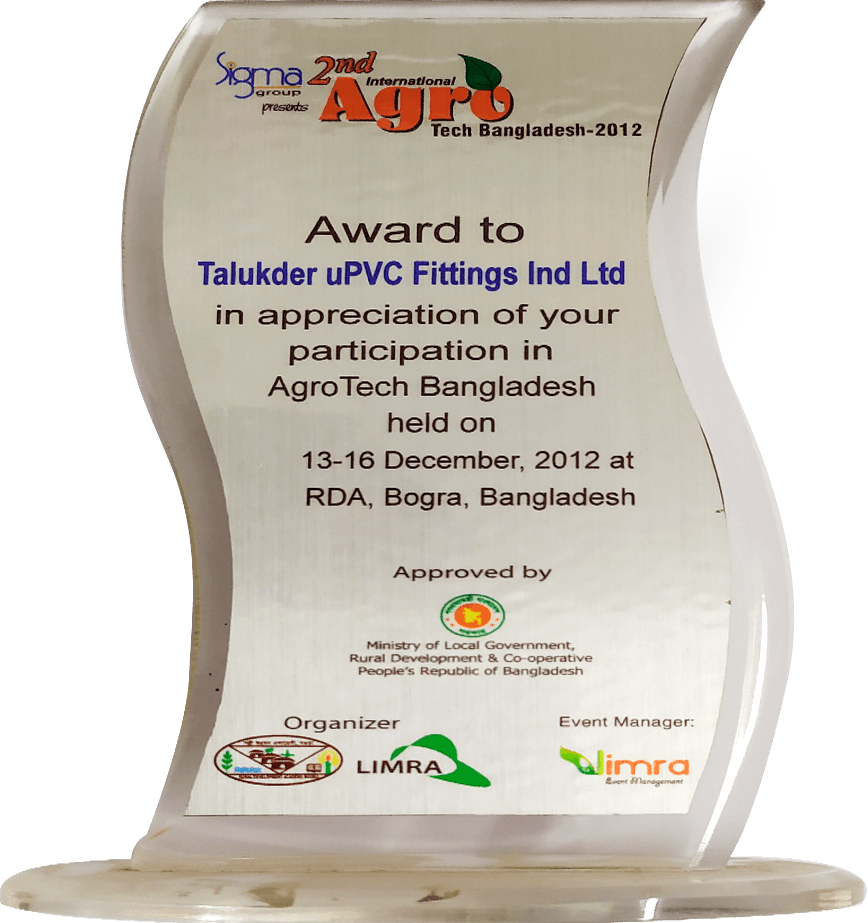 Sigma
group
presents
2nd
International
Agro
Tech Bangladesh-2012
Award to
Talukder uPVC Fittings Ind Ltd
in appreciation of your
participation in
AgroTech Bangladesh
held on
13-16 December, 2012 at
RDA, Bogra, Bangladesh
Approved by
Ministry of Local Government,
Rural Development & Co-operative
People's Republic of Bangladesh
Organizer
LIMRA
Event Manager:
limra
Event Management